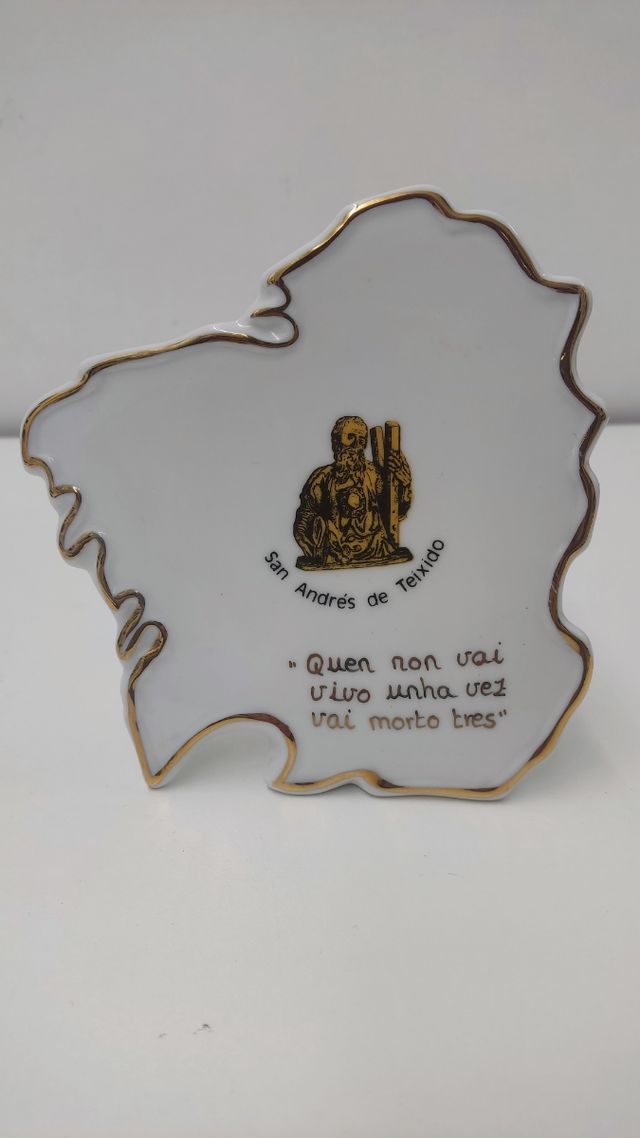 San Andrés de Teixido
"Quen non vai
vivo unha vez
vai morto tres"